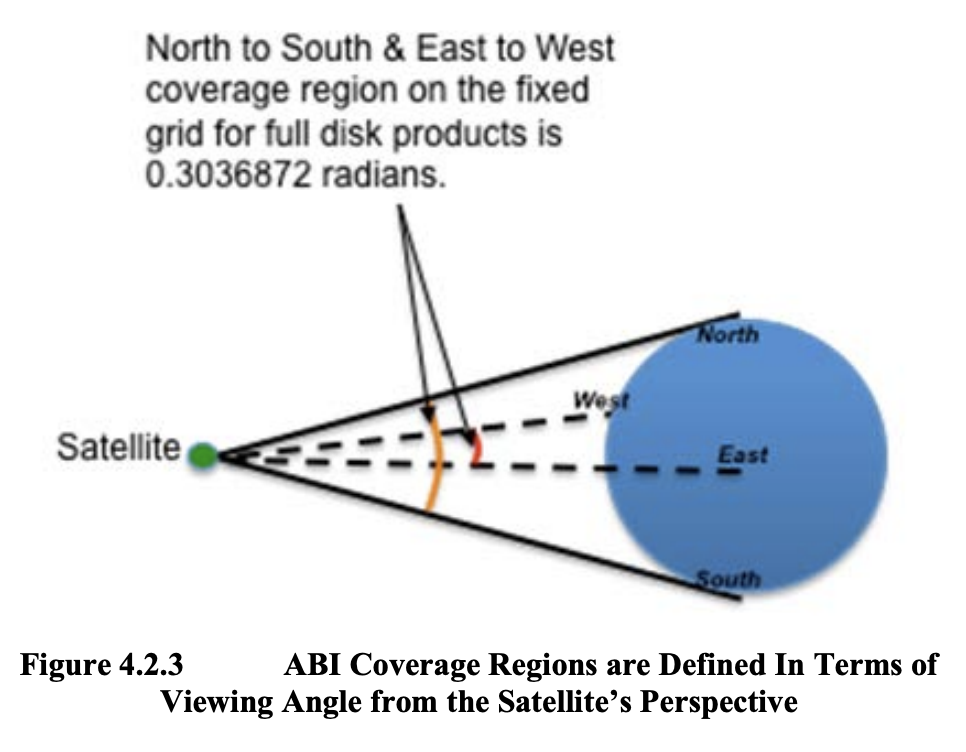 North to South & East to West
coverage region on the fixed
grid for full disk products is
0.3036872 radians.
North
West
Satellite
East
South
Figure 4.2.3 ABI Coverage Regions are Defined In Terms of
Viewing Angle from the Satellite’s Perspective